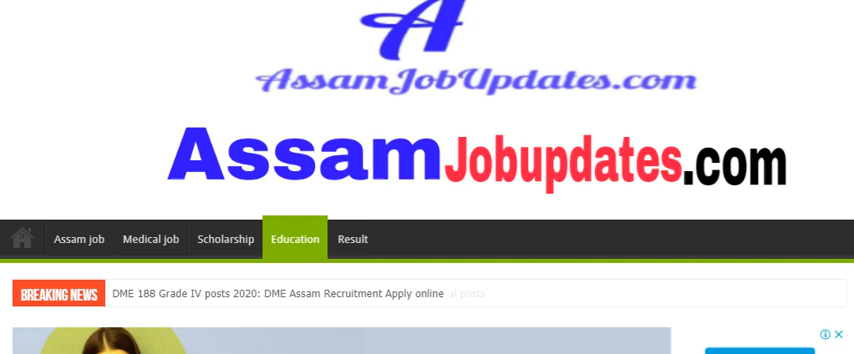 A
AssamJobUpdates.com
AssamJobupdates.com
Assam job Medical job Scholarship Education Result
BREAKING NEWS DME 188 Grade IV posts 2020: DME Assam Recruitment Apply online al posts